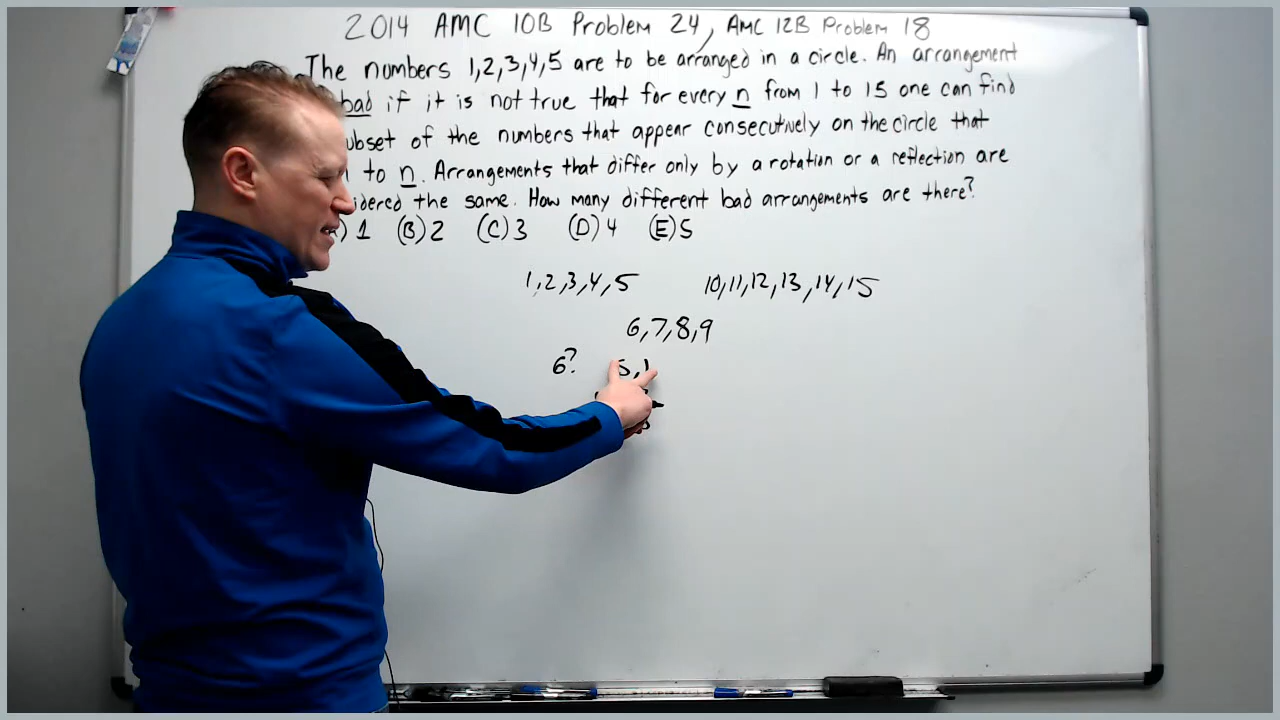 2014 AMC 10B Problem 24, AMC 12B Problem 18
The numbers 1,2,3,4,5 are to be arranged in a circle. An arrangement
bad if it is not true that for every n from 1 to 15 one can find
ubset of the numbers that appear consecutively on the circle that
to n. Arrangements that differ only by a rotation or a reflection are
idered the same. How many different bad arrangements are there?
) 1 (B) 2 (C) 3 (D) 4 (E) 5
1,2,3,4,5 10,11,12,13,14,15
6,7,8,9
6? 5,1